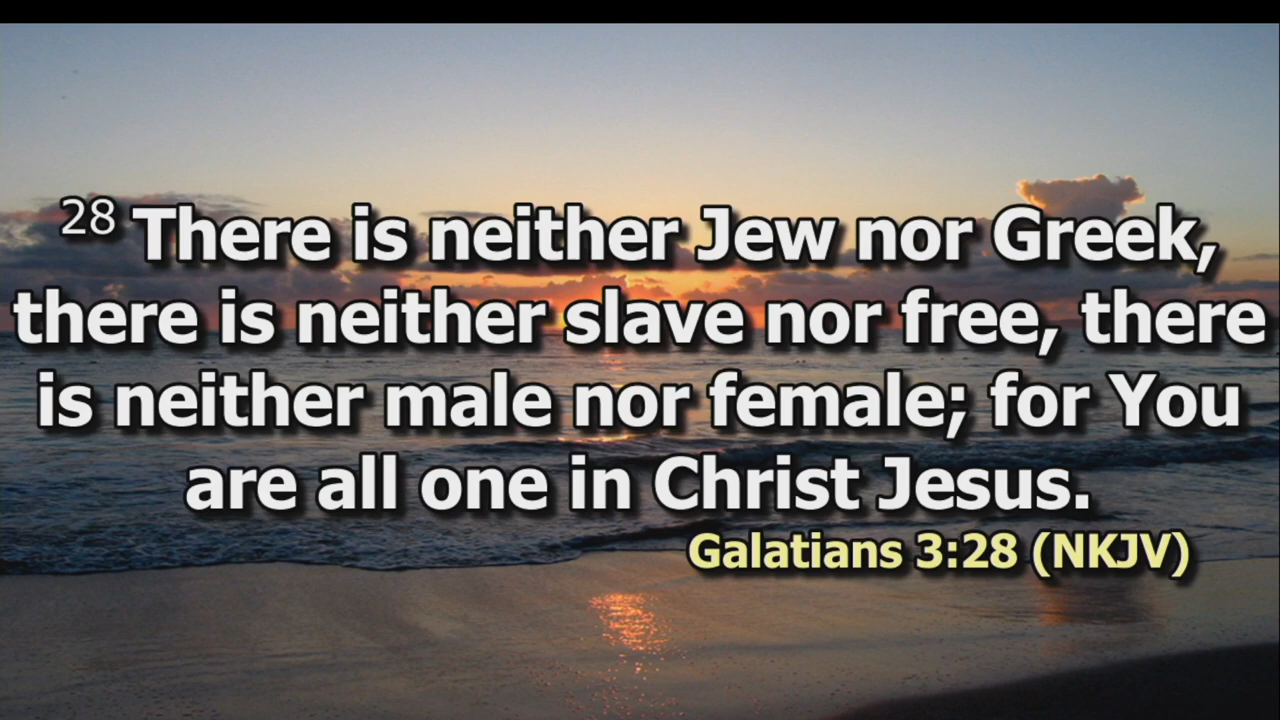 28 There is neither Jew nor Greek,
there is neither slave nor free, there
is neither male nor female; for You
are all one in Christ Jesus.
Galatians 3:28 (NKJV)